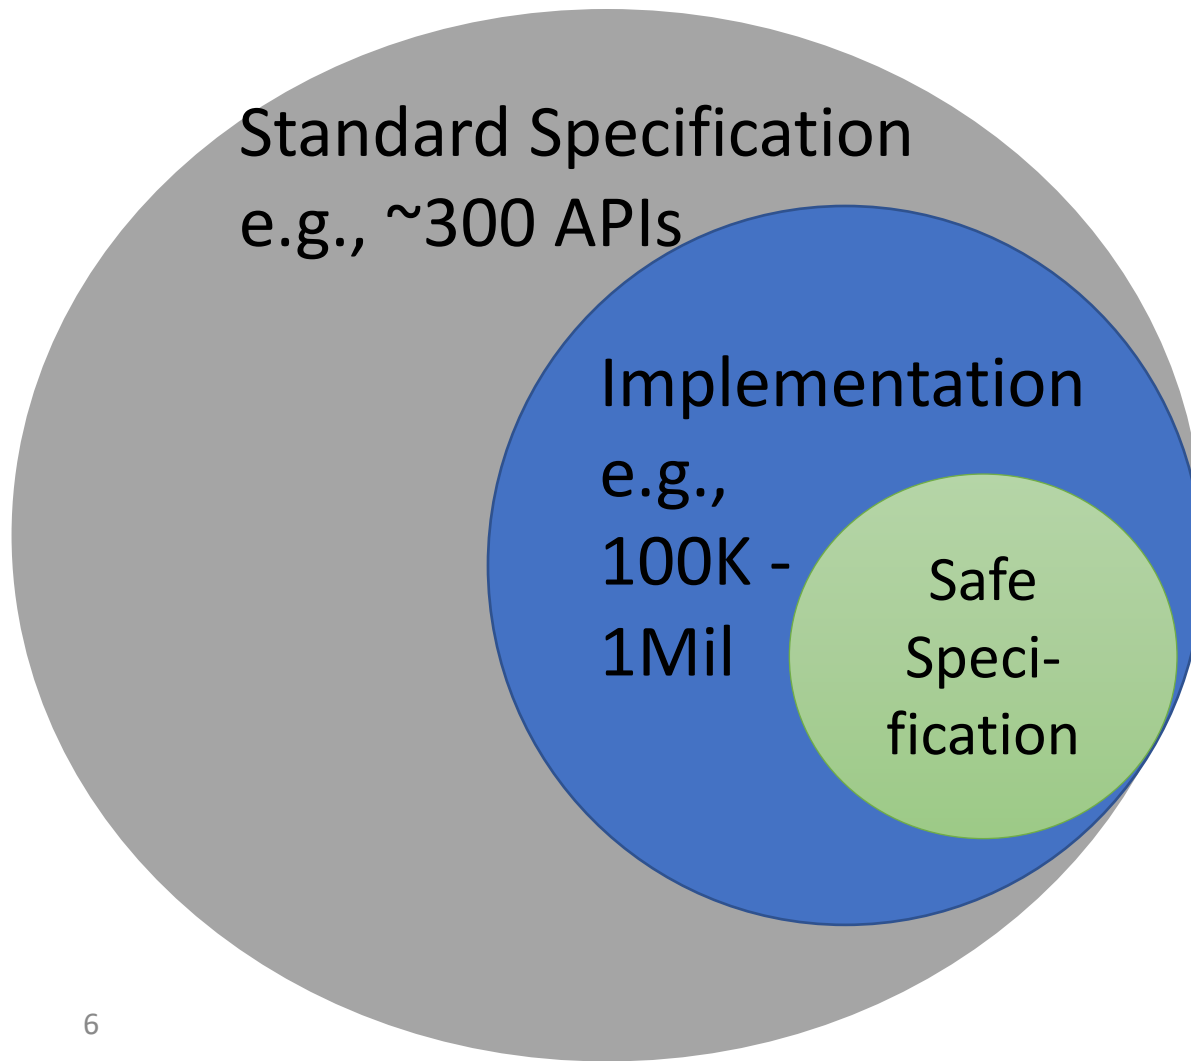 Standard Specification
e.g., ~300 APIs
Implementation
e.g.,
100K -
1Mil
Safe
Speci-
fication
6